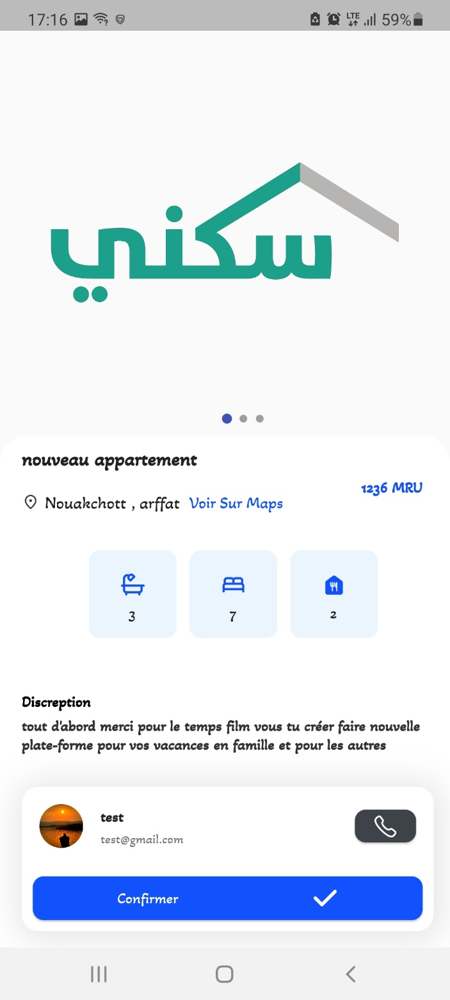 17:16 LTE 59%
سكني
nouveau appartement
1236 MRU
Nouakchott , arffat Voir Sur Maps
3 7 2
Discreption
tout d'abord merci pour le temps film vous tu créer faire nouvelle
plate-forme pour vos vacances en famille et pour les autres
test
test@gmail.com
Confirmer